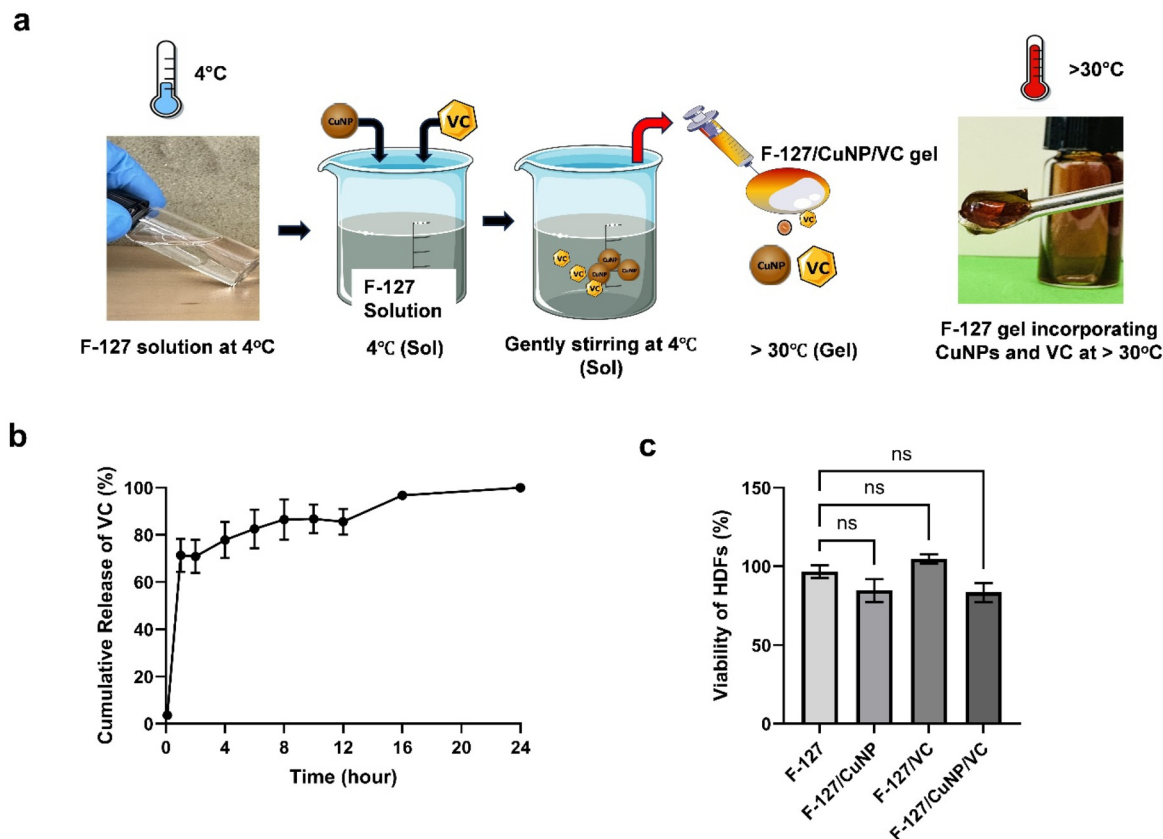 a
4°C
>30°C
CuNP
VC
F-127/CuNP/VC gel
F-127
Solution
VC
VC
VC
CuNP
CuNP
CuNP
VC
CuNP
VC
F-127 solution at 4ºC
4℃ (Sol)
Gently stirring at 4℃
(Sol)
> 30℃ (Gel)
F-127 gel incorporating
CuNPs and VC at > 30ºC
b
Cumulative Release of VC (%)
100
80
60
40
20
0
0 4 8 12 16 20 24
Time (hour)
c
ns
ns
ns
Viability of HDFs (%)
150
100
50
0
F-127
F-127/CuNP
F-127/VC
F-127/CuNP/VC